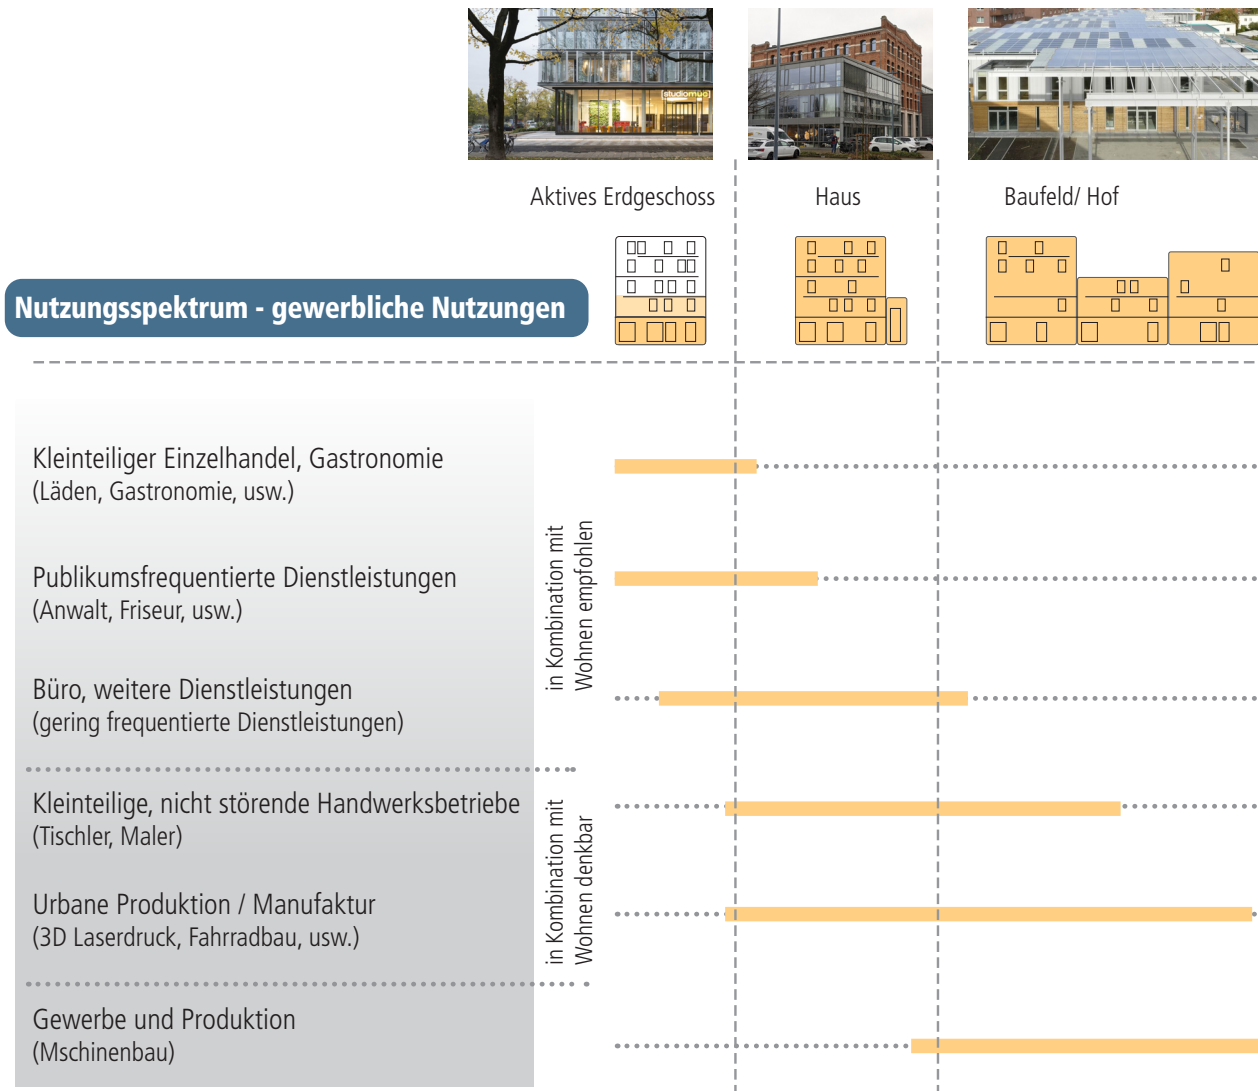 [studiomuc]
Aktives Erdgeschoss
Haus
Baufeld/ Hof
Nutzungsspektrum - gewerbliche Nutzungen
Kleinteiliger Einzelhandel, Gastronomie
(Läden, Gastronomie, usw.)
Publikumsfrequentierte Dienstleistungen
(Anwalt, Friseur, usw.)
Büro, weitere Dienstleistungen
(gering frequentierte Dienstleistungen)
in Kombination mit
Wohnen empfohlen
Kleinteilige, nicht störende Handwerksbetriebe
(Tischler, Maler)
Urbane Produktion / Manufaktur
(3D Laserdruck, Fahrradbau, usw.)
in Kombination mit
Wohnen denkbar
Gewerbe und Produktion
(Mschinenbau)